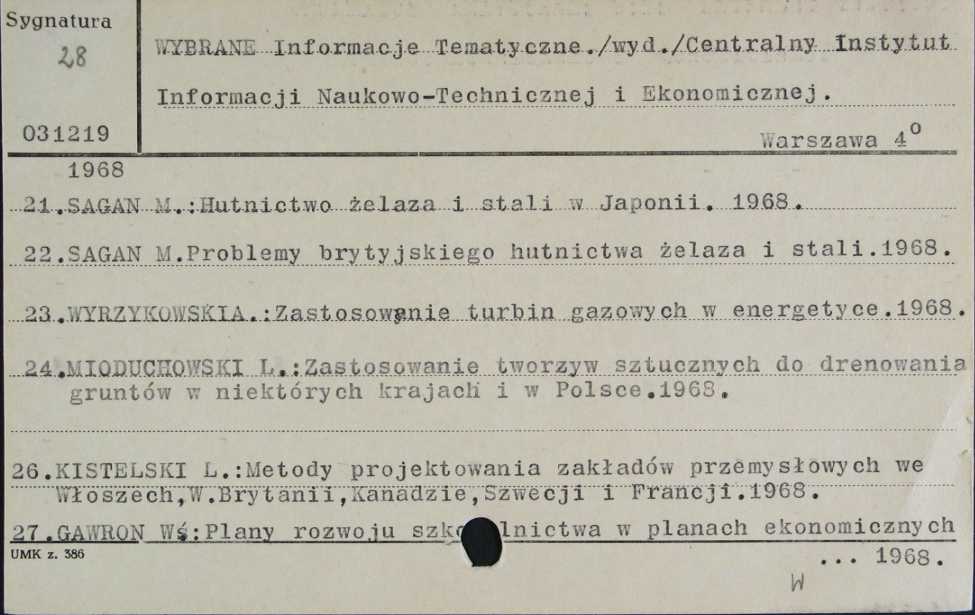 Sygnatura
28
WYBRANE Informacje Tematyczne./wyd./Centralny Instytut
Informacji Naukowo-Technicznej i Ekonomicznej.
031219
Warszawa 4°
1968
21.SAGAN M.:Hutnictwo żelaza i stali w Japonii. 1968.
22.SAGAN M.Problemy brytyjskiego hutnictwa żelaza i stali.1968.
23.WYRZYKOWSKIA.:Zastosowanie turbin gazowych w energetyce.1968.
24.MIODUCHOWSKI L.:Zastosowanie tworzyw sztucznych do drenowania
gruntów w niektórych krajach i w Polsce.1968.
26.KISTELSKI L.:Metody projektowania zakładów przemysłowych we
Włoszech,W.Brytanii,Kanadzie,Szwecji i Francji.1968.
27.GAWRON Wś:Plany rozwoju szko lnictwa w planach ekonomicznych
... 1968.
UMK z. 386
W